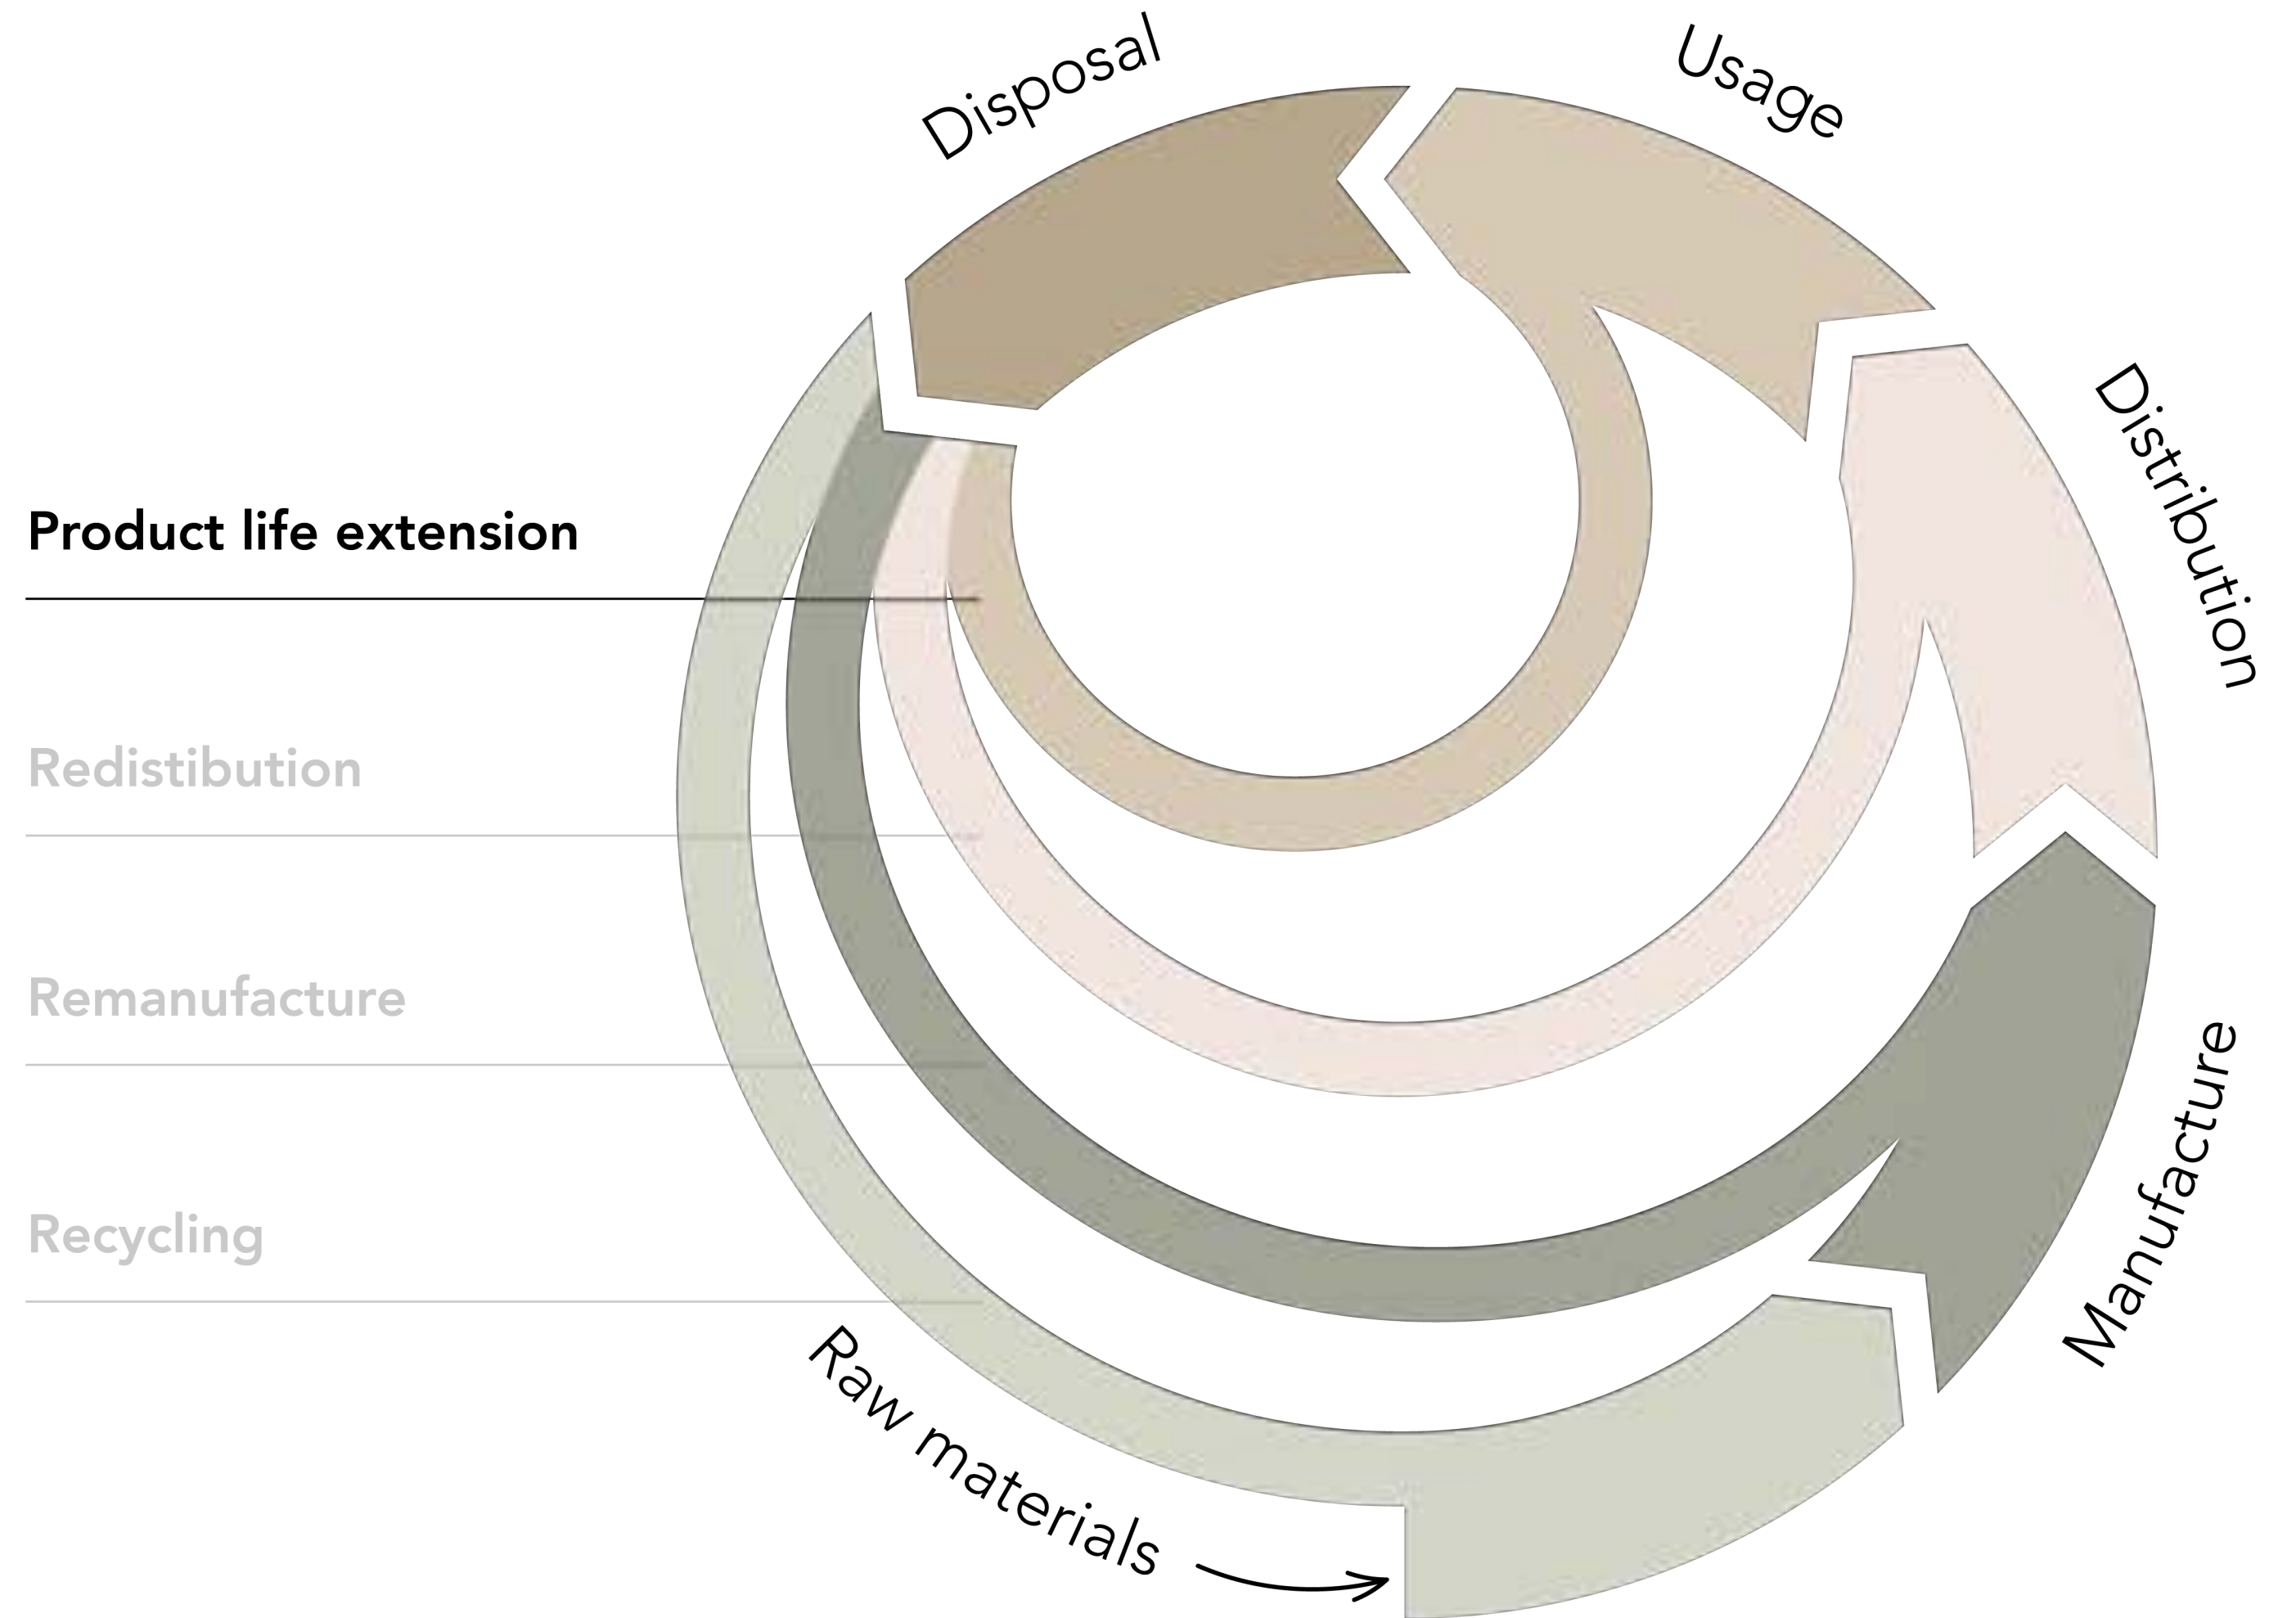 Disposal
Usage
Distribution
Product life extension
Redistibution
Remanufacture
Manufacture
Recycling
Raw materials